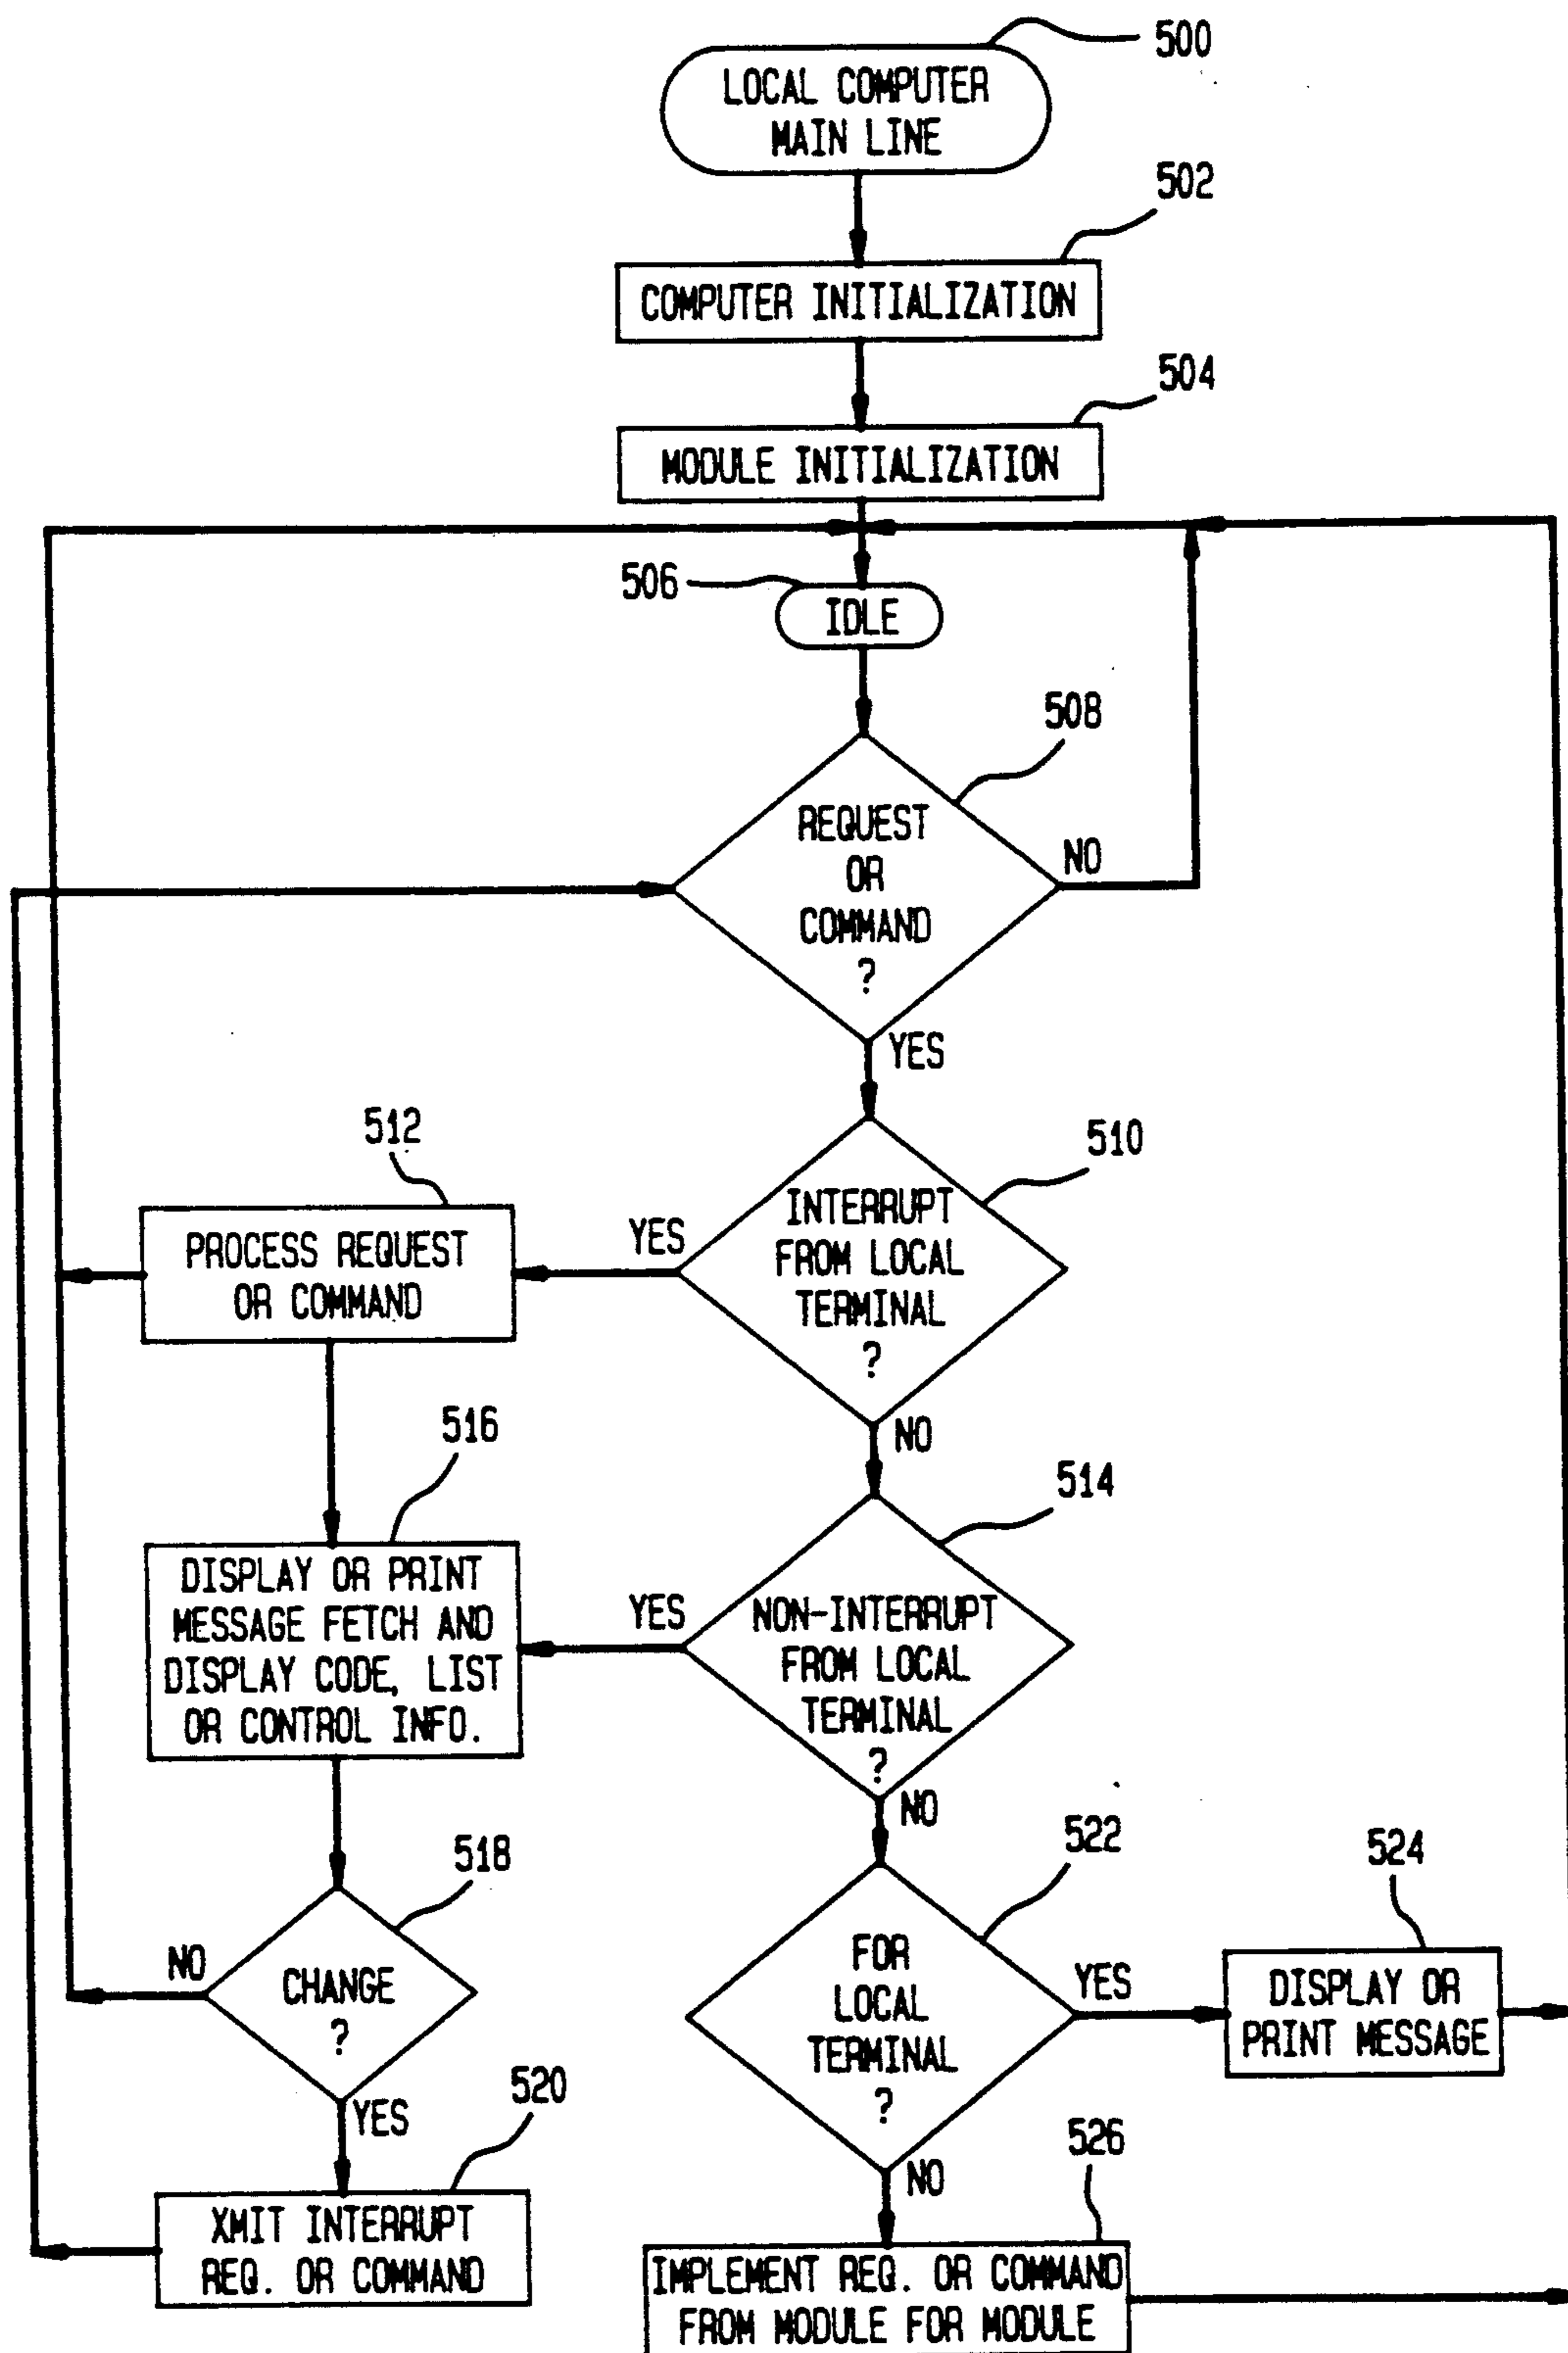 500
LOCAL COMPUTER
MAIN LINE
502
COMPUTER INITIALIZATION
504
MODULE INITIALIZATION
506
IDLE
508
REQUEST
OR
COMMAND
?
NO
YES
512
510
PROCESS REQUEST
OR COMMAND
YES
INTERRUPT
FROM LOCAL
TERMINAL
?
NO
516
514
DISPLAY OR PRINT
MESSAGE FETCH AND
DISPLAY CODE, LIST
OR CONTROL INFO.
YES
NON-INTERRUPT
FROM LOCAL
TERMINAL
?
NO
518
522
524
NO
CHANGE
?
YES
FOR
LOCAL
TERMINAL
?
YES
DISPLAY OR
PRINT MESSAGE
520
NO
526
XMIT INTERRUPT
REQ. OR COMMAND
IMPLEMENT REQ. OR COMMAND
FROM MODULE FOR MODULE